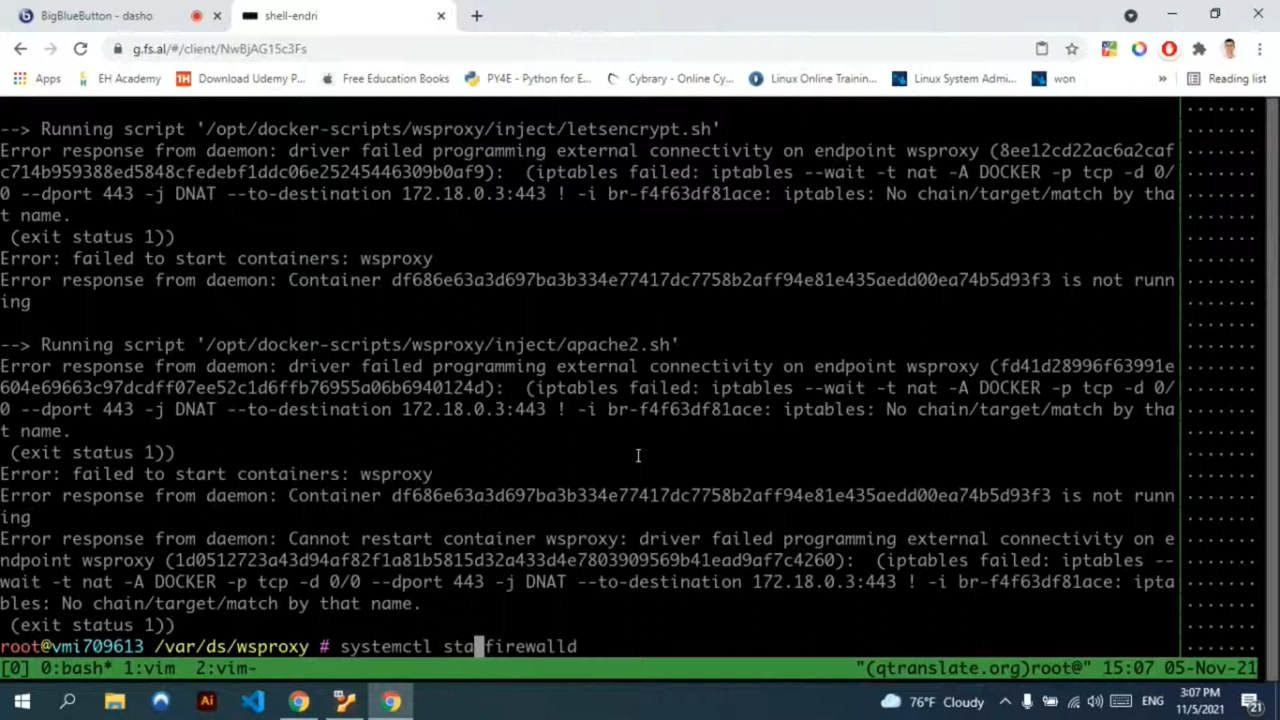 BigBlueButton - dasho
shell-endri
g.fs.al/#/client/NwBjAG15c3Fs
Apps
EH Academy
Download Udemy P...
Free Education Books
PY4E - Python for E...
Cybrary - Online Cy...
Linux Online Trainin...
Linux System Admi...
won
»
Reading list
--> Running script '/opt/docker-scripts/wsproxy/inject/letsencrypt.sh'
Error response from daemon: driver failed programming external connectivity on endpoint wsproxy (8ee12cd22ac6a2caf
c714b959388ed5848cfedebf1ddc06e25245446309b0af9):  (iptables failed: iptables --wait -t nat -A DOCKER -p tcp -d 0/
0 --dport 443 -j DNAT --to-destination 172.18.0.3:443 ! -i br-f4f63df81ace: iptables: No chain/target/match by tha
t name.
 (exit status 1))
Error: failed to start containers: wsproxy
Error response from daemon: Container df686e63a3d697ba3b334e77417dc7758b2aff94e81e435aedd00ea74b5d93f3 is not runn
ing
--> Running script '/opt/docker-scripts/wsproxy/inject/apache2.sh'
Error response from daemon: driver failed programming external connectivity on endpoint wsproxy (fd41d28996f63991e
604e69663c97dcdff07ee52c1d6ffb76955a06b6940124d):  (iptables failed: iptables --wait -t nat -A DOCKER -p tcp -d 0/
0 --dport 443 -j DNAT --to-destination 172.18.0.3:443 ! -i br-f4f63df81ace: iptables: No chain/target/match by tha
t name.
 (exit status 1))
Error: failed to start containers: wsproxy
Error response from daemon: Container df686e63a3d697ba3b334e77417dc7758b2aff94e81e435aedd00ea74b5d93f3 is not runn
ing
Error response from daemon: Cannot restart container wsproxy: driver failed programming external connectivity on e
ndpoint wsproxy (1d0512723a43d94af82f1a81b5815d32a433d4e7803909569b41ead9af7c4260):  (iptables failed: iptables --
wait -t nat -A DOCKER -p tcp -d 0/0 --dport 443 -j DNAT --to-destination 172.18.0.3:443 ! -i br-f4f63df81ace: ipta
bles: No chain/target/match by that name.
 (exit status 1))
root@vmi709613 /var/ds/wsproxy # systemctl sta firewalld
[0] 0:bash* 1:vim  2:vim- "(qtranslate.org)root@" 15:07 05-Nov-21
76°F Cloudy
ENG
3:07 PM
11/5/2021
21